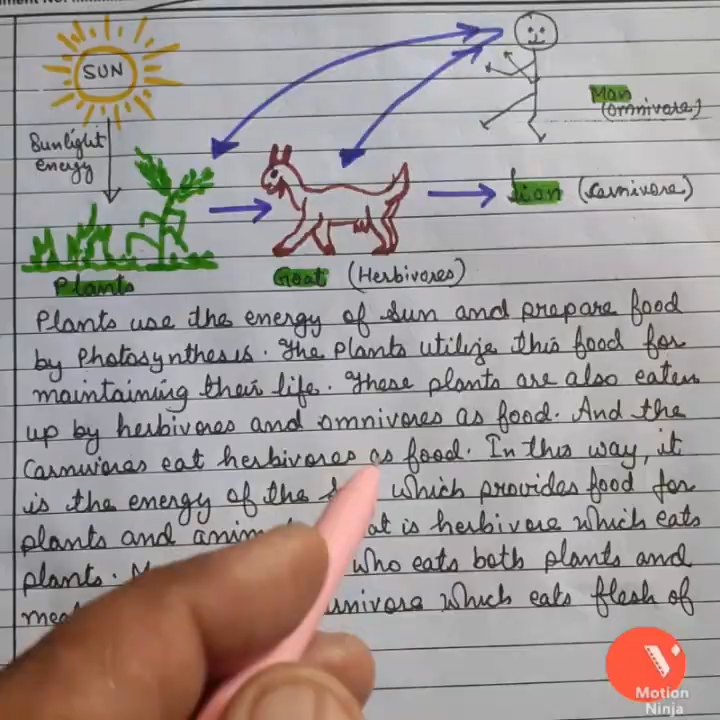 SUN
Sunlight
energy
Man
(omnivore)
Lion (Carnivore)
Plants
Goat (Herbivores)
Plants use the energy of sun and prepare food
by Photosynthesis. The Plants utilize this food for
maintaining their life. These plants are also eaten
up by herbivores and omnivores as food. And the
Carnivores eat herbivores as food. In this way, it
is the energy of the which provides food for
plants and at is herbivore which eats
plants. who eats both plants and
which eats flesh of
Motion
Ninja